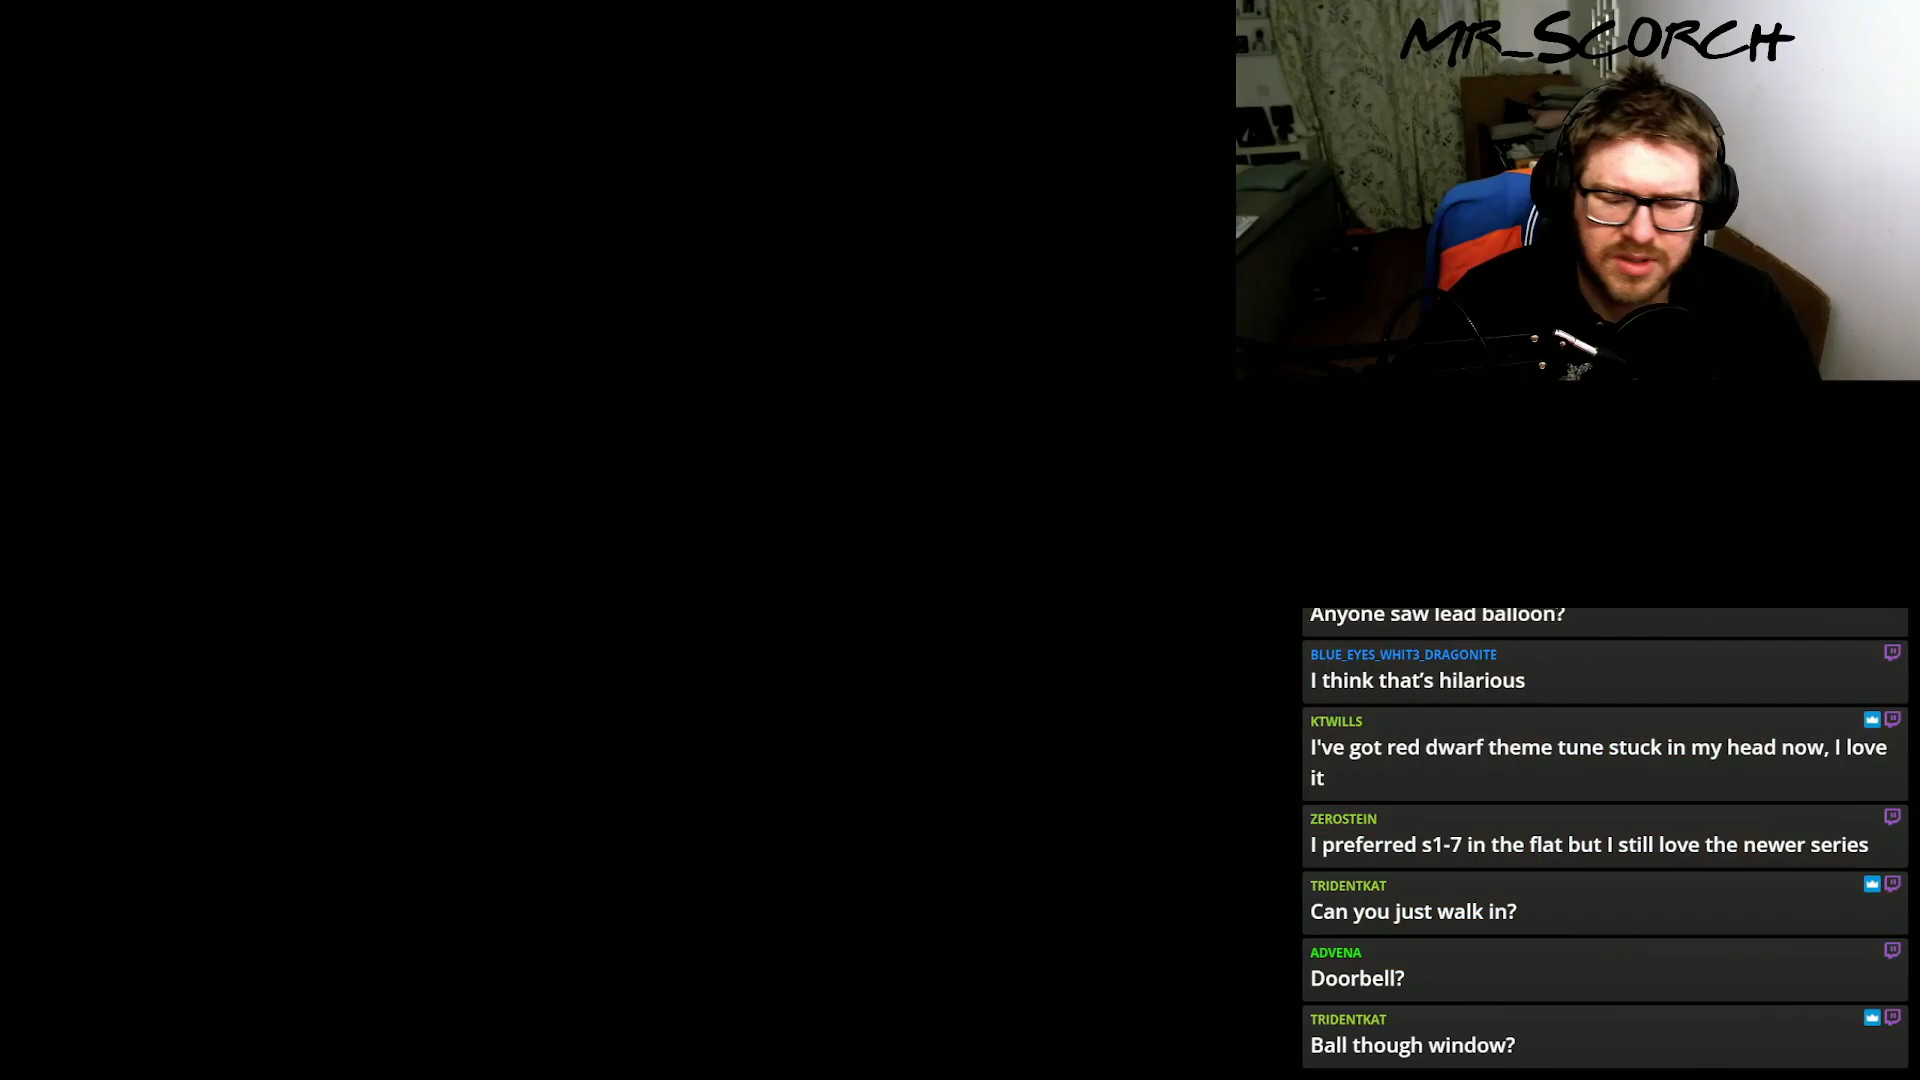 MR_SCORCH
Anyone saw lead balloon?
BLUE_EYES_WHIT3_DRAGONITE
I think that’s hilarious
KTWILLS
I've got red dwarf theme tune stuck in my head now, I love
it
ZEROSTEIN
I preferred s1-7 in the flat but I still love the newer series
TRIDENTKAT
Can you just walk in?
ADVENA
Doorbell?
TRIDENTKAT
Ball though window?